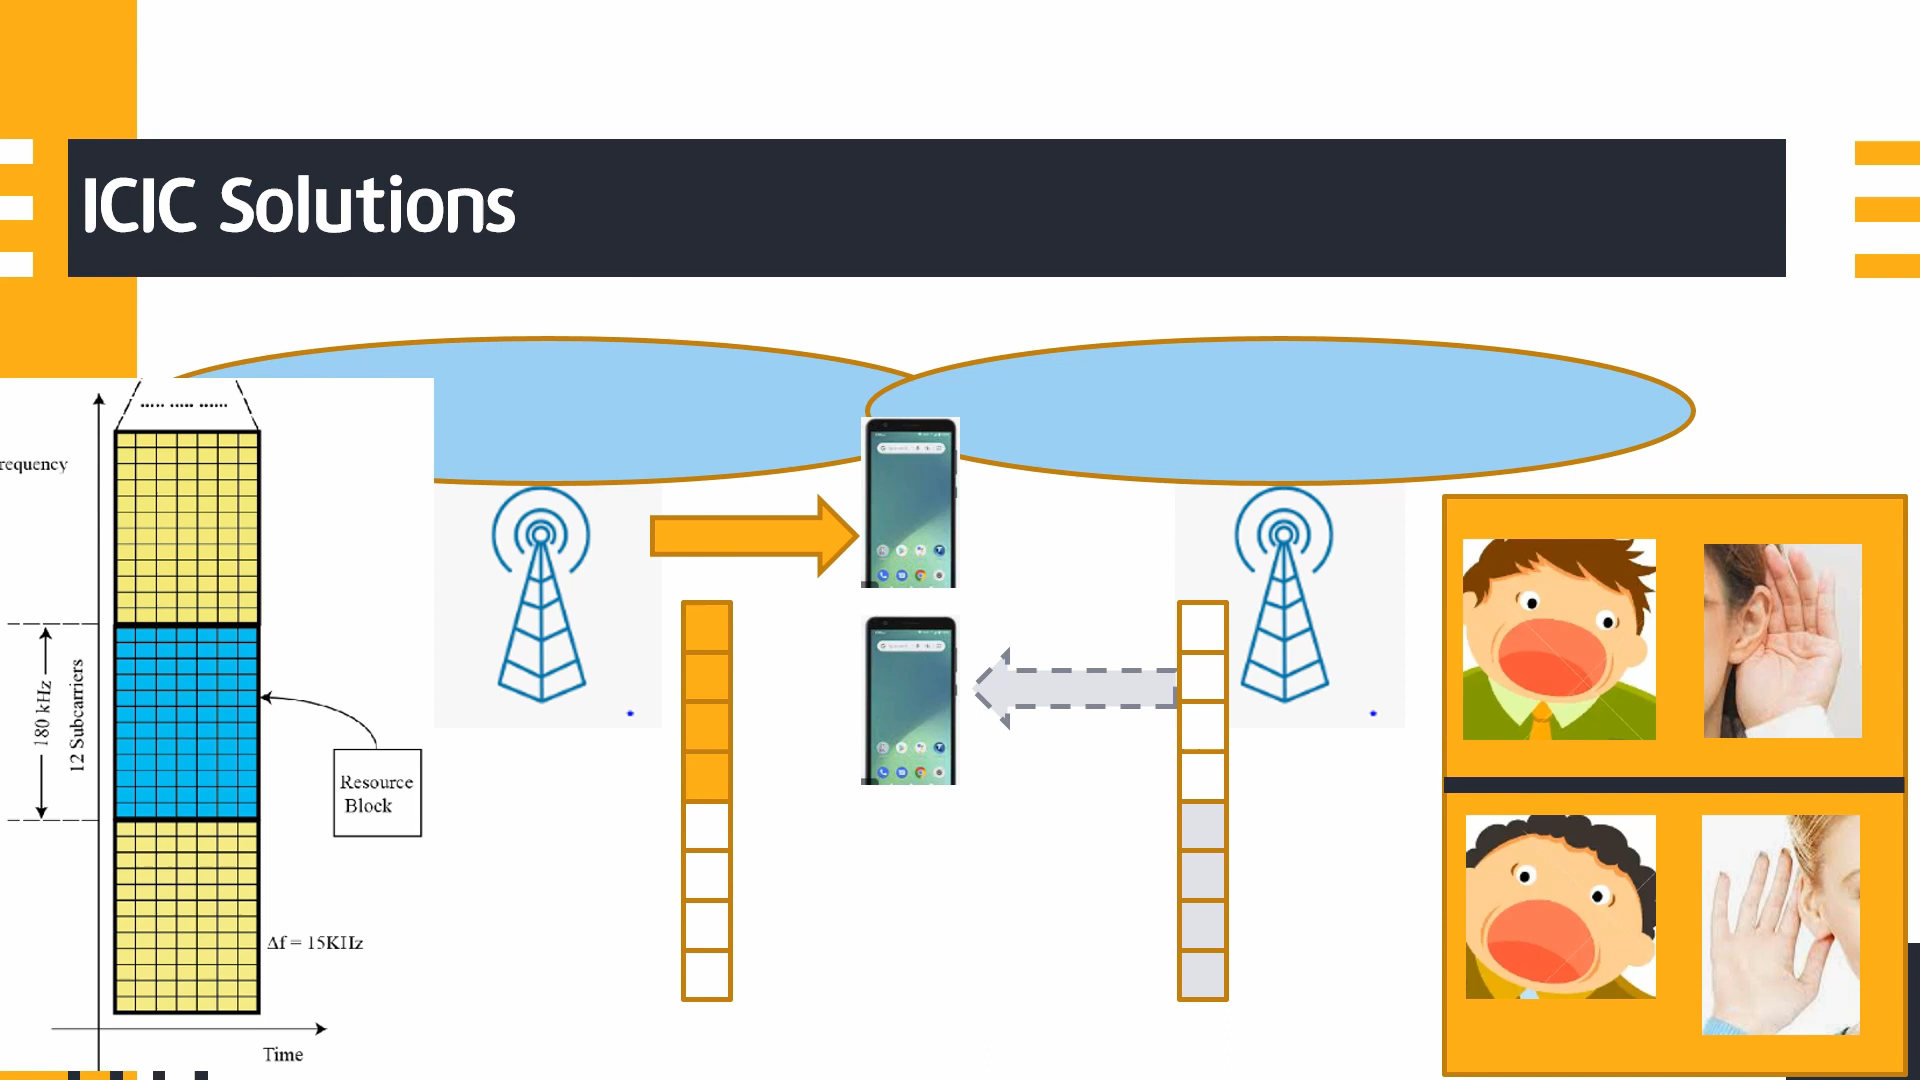 ICIC Solutions
requency
180 kHz
12 Subcarriers
Resource
Block
Δf = 15KHz
Time